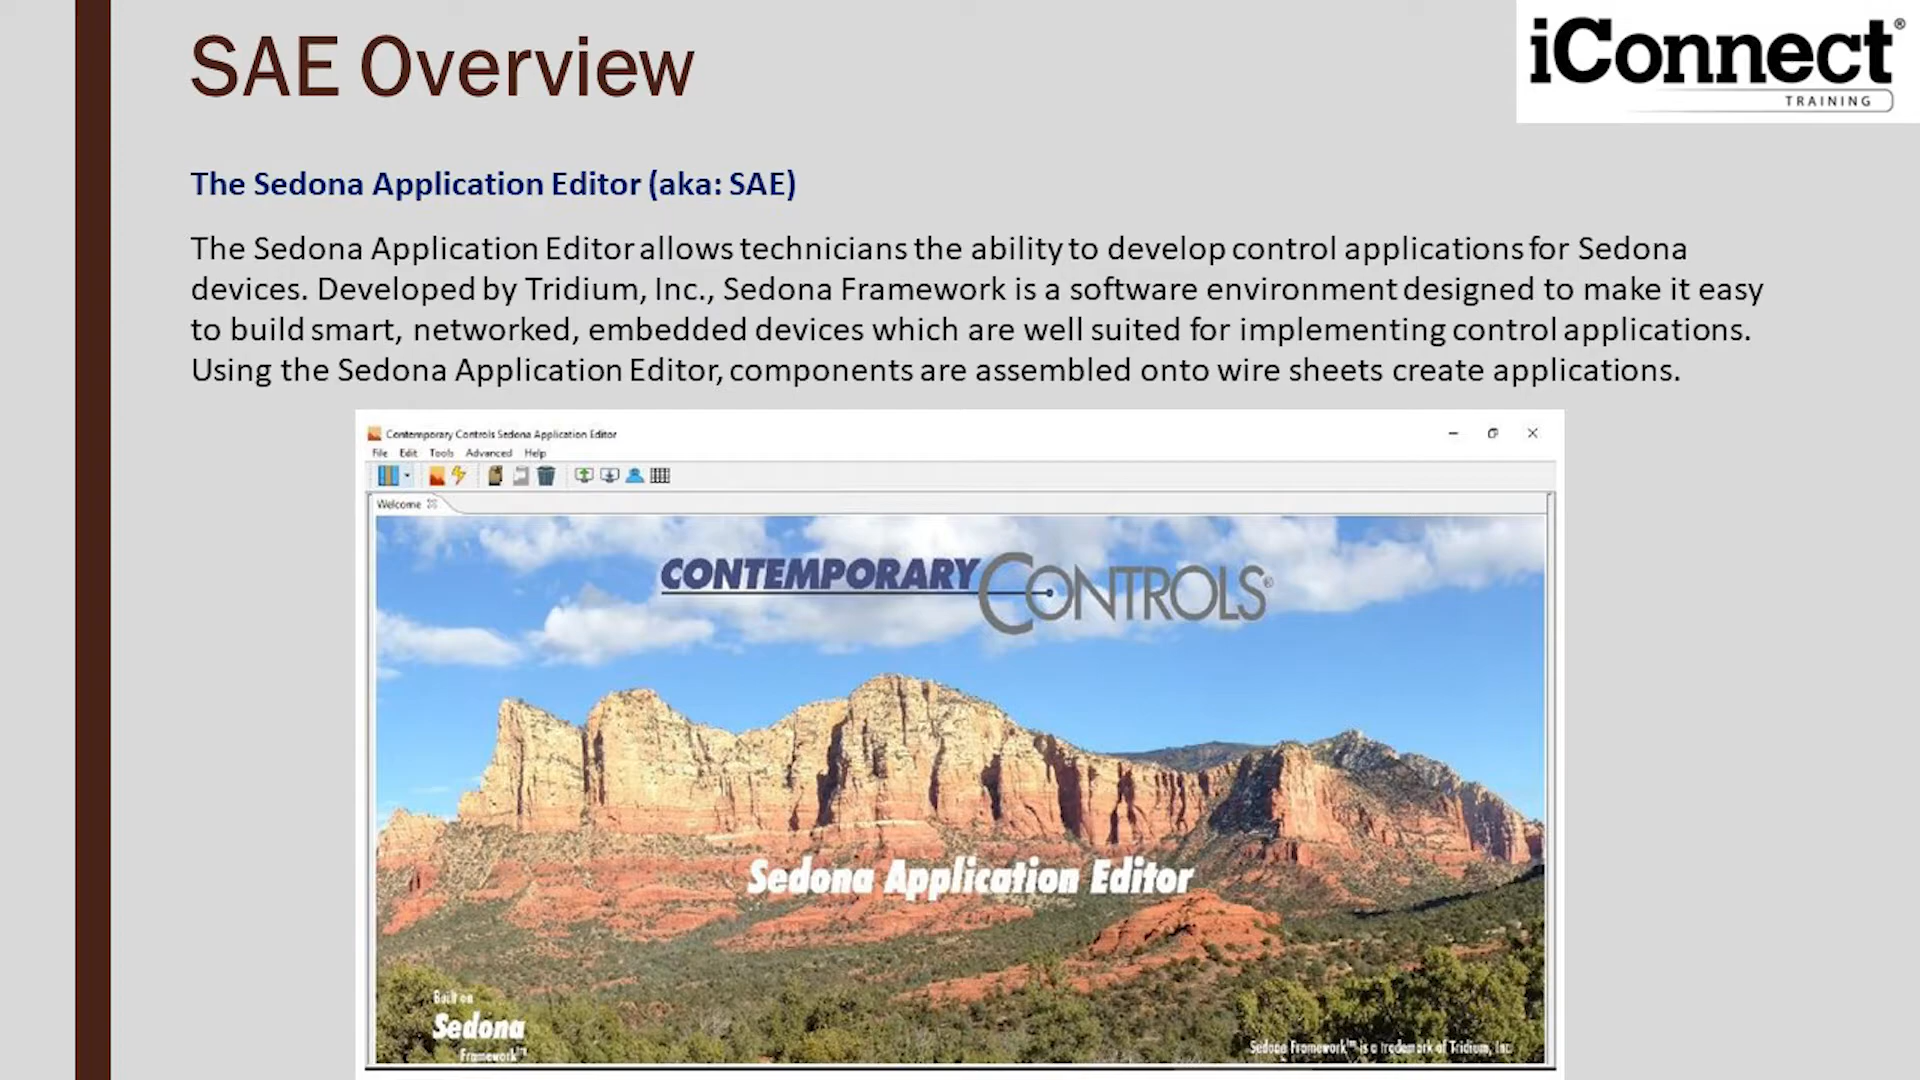 SAE Overview
iConnect®
TRAINING
The Sedona Application Editor (aka: SAE)
The Sedona Application Editor allows technicians the ability to develop control applications for Sedona
devices. Developed by Tridium, Inc., Sedona Framework is a software environment designed to make it easy
to build smart, networked, embedded devices which are well suited for implementing control applications.
Using the Sedona Application Editor, components are assembled onto wire sheets create applications.
Contemporary Controls Sedona Application Editor
File Edit Tools Advanced Help
Welcome
CONTEMPORARY CONTROLS®
Sedona Application Editor
Built on
Sedona
Framework™
Sedona Framework™ is a trademark of Tridium, Inc.